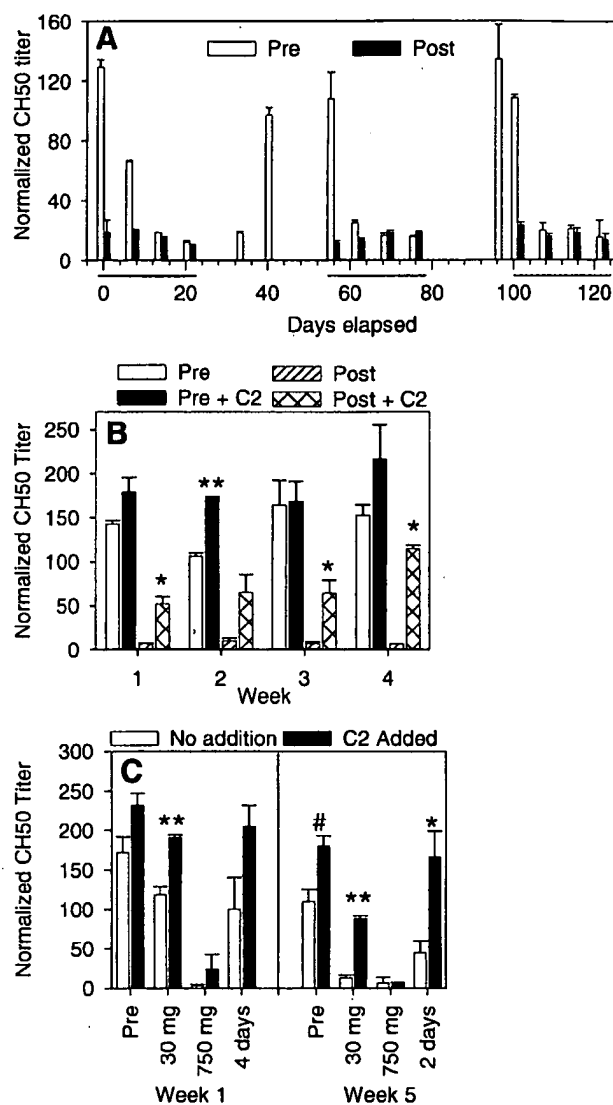 A
Pre Post
Normalized CH50 titer
160
120
80
40
0
0 20 40 60 80 100 120
Days elapsed
Pre Post
Pre + C2 Post + C2
B
Normalized CH50 Titer
250
200
150
100
50
0
*
**
*
*
1 2 3 4
Week
No addition C2 Added
C
Normalized CH50 Titer
300
250
200
150
100
50
0
**
#
**
*
Pre 30 mg 750 mg 4 days Pre 30 mg 750 mg 2 days
Week 1 Week 5